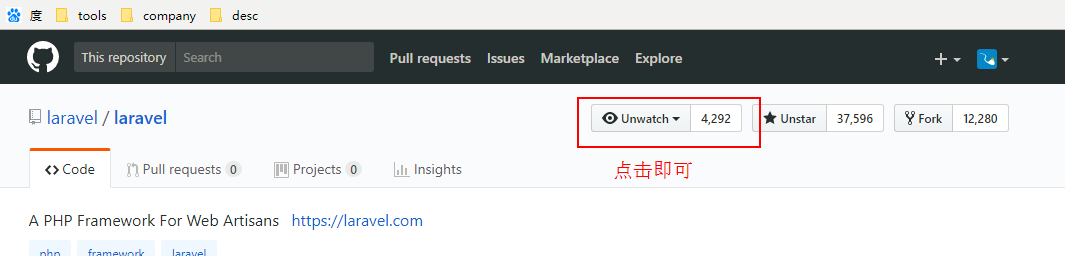 度 tools company desc
This repository Search Pull requests Issues Marketplace Explore
laravel / laravel Unwatch 4,292 Unstar 37,596 Fork 12,280
点击即可
Code Pull requests 0 Projects 0 Insights
A PHP Framework For Web Artisans https://laravel.com
php framework laravel